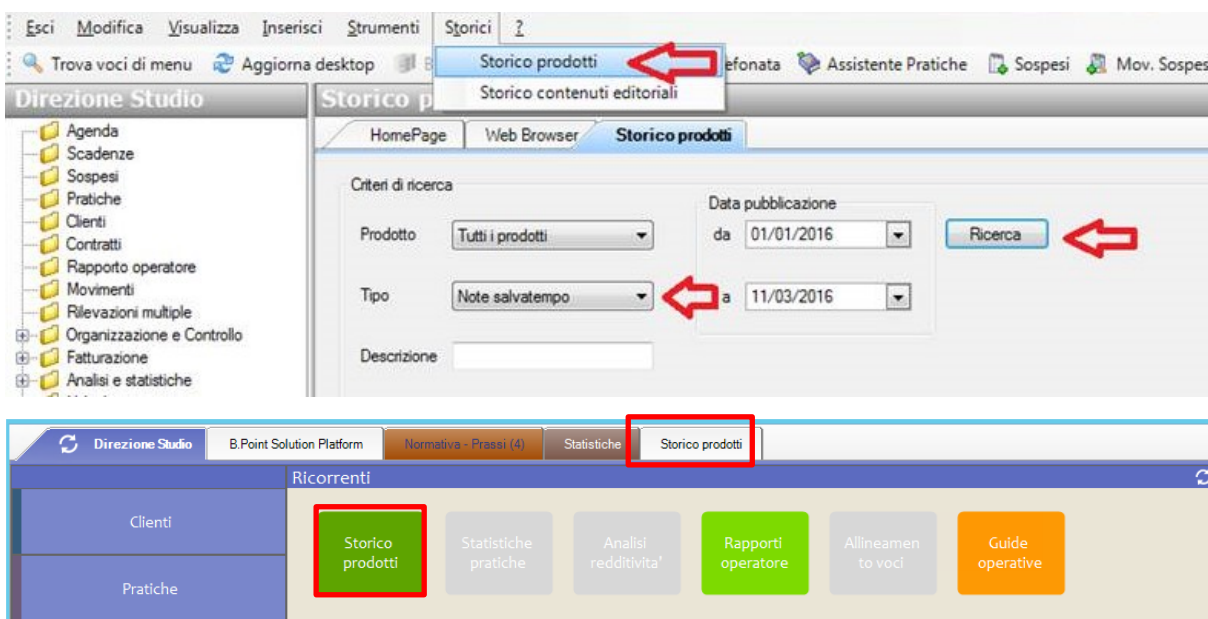 Esci Modifica Visualizza Inserisci Strumenti Storici ?
Trova voci di menu Aggiorna desktop Storico prodotti Assistente Pratiche Sospesi Mov. Sospes
Storico contenuti editoriali
Direzione Studio Storico p
HomePage Web Browser Storico prodotti
Agenda
Scadenze
Sospesi
Pratiche
Clienti
Contratti
Rapporto operatore
Movimenti
Rilevazioni multiple
Organizzazione e Controllo
Fatturazione
Analisi e statistiche
Criteri di ricerca
Data pubblicazione
Prodotto Tutti i prodotti da 01/01/2016 Ricerca
Tipo Note salvatempo a 11/03/2016
Descrizione
Direzione Studio B.Point Solution Platform Normativa - Prassi (4) Statistiche Storico prodotti
Ricorrenti
Clienti
Pratiche
Storico
prodotti
Statistiche
pratiche
Analisi
redditivita'
Rapporti
operatore
Allineamen
to voci
Guide
operative